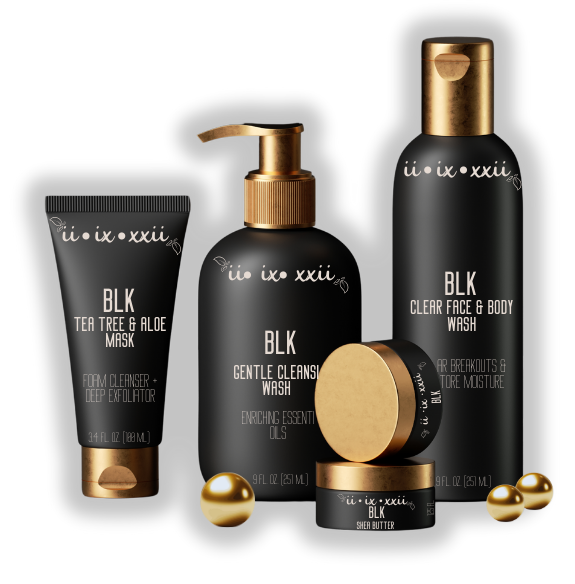 ii • ix • xxii
BLK
TEA TREE & ALOE
MASK
FOAM CLEANSER +
DEEP EXFOLIATOR
3.4 FL. OZ. (100 ML)
ii • ix • xxii
BLK
GENTLE CLEANSI
WASH
ENRICHING ESSENTI
OILS
9 FL. OZ. (251 ML)
ii • ix • xxii
BLK
CLEAR FACE & BODY
WASH
AR BREAKOUTS &
TORE MOISTURE
9 FL. OZ. (251 ML)
ii • ix • xxii
BLK
ii • ix • xxii
BLK
SHEA BUTTER